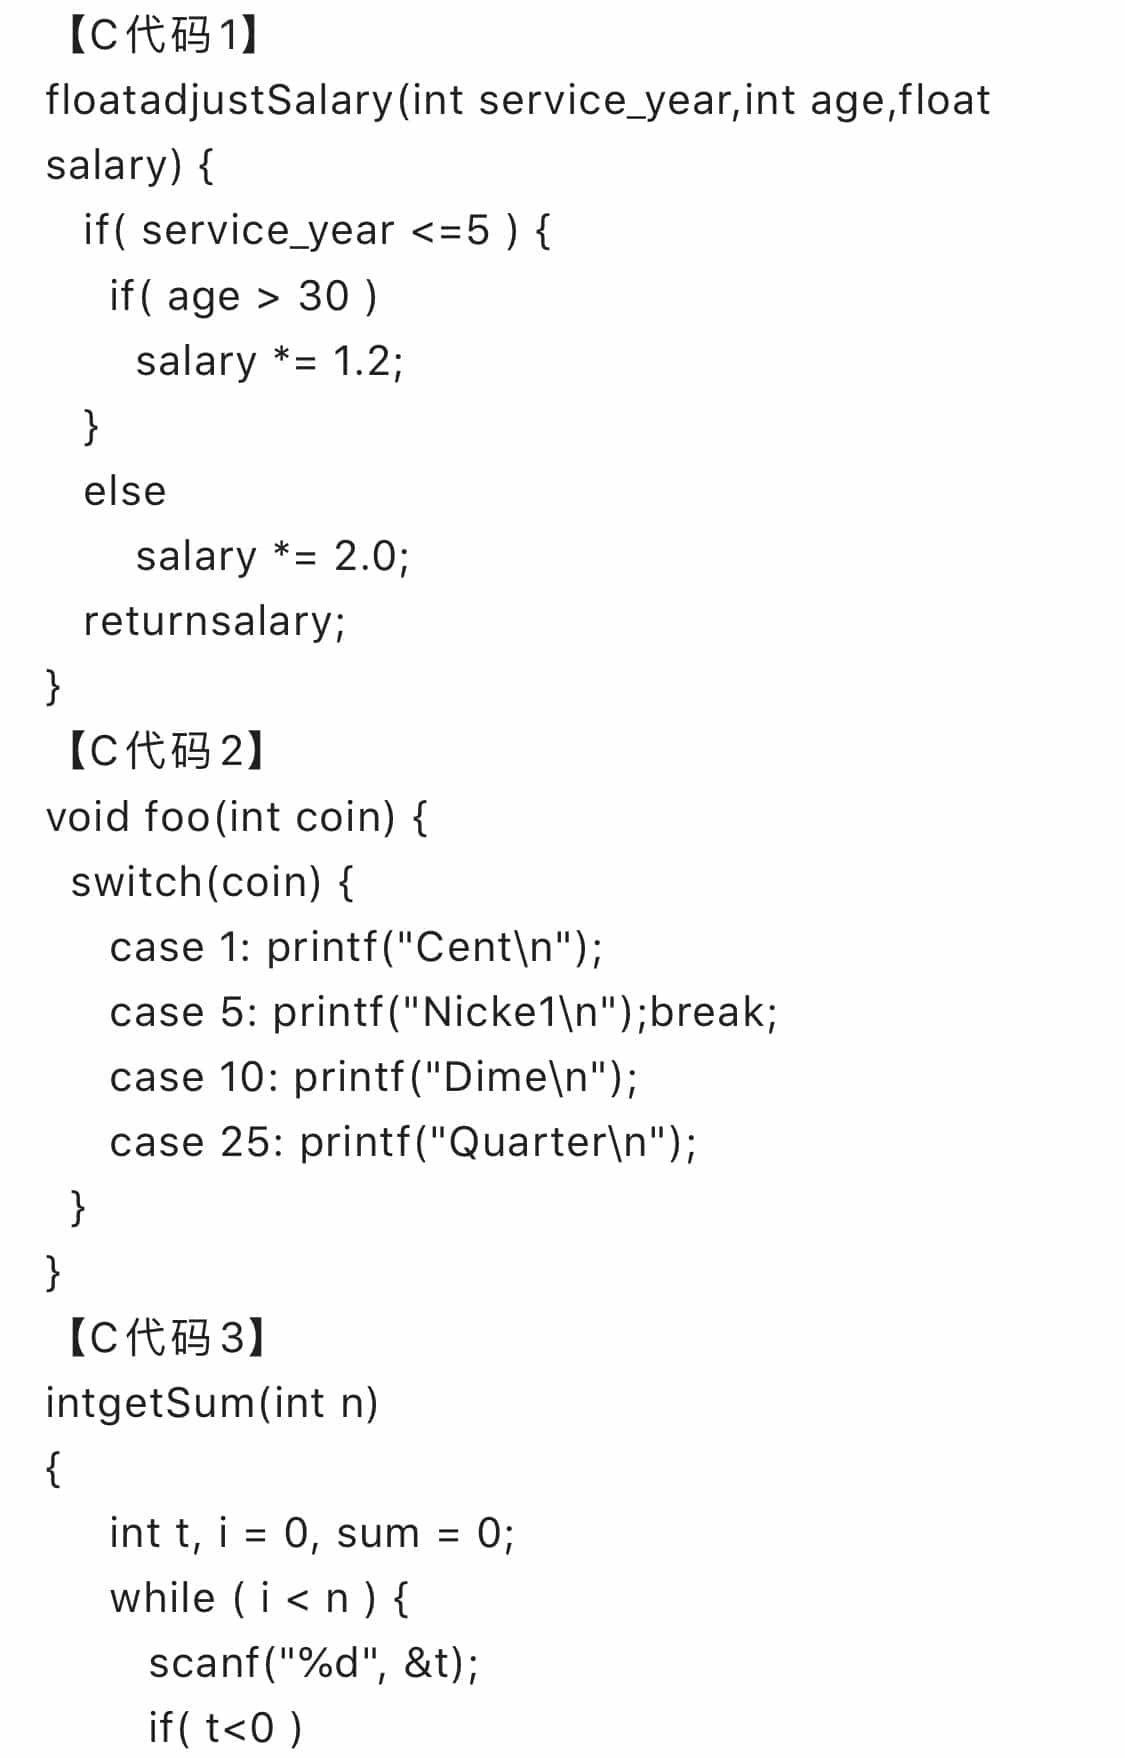 【C代码1】
floatadjustSalary(int service_year,int age,float
salary) {
if( service_year <=5 ) {
if( age > 30 )
salary *= 1.2;
}
else
salary *= 2.0;
returnsalary;
}
【C代码2】
void foo(int coin) {
switch(coin) {
case 1: printf("Cent\n");
case 5: printf("Nicke1\n");break;
case 10: printf("Dime\n");
case 25: printf("Quarter\n");
}
}
【C代码3】
intgetSum(int n)
{
int t, i = 0, sum = 0;
while ( i < n ) {
scanf("%d", &t);
if( t<0 )